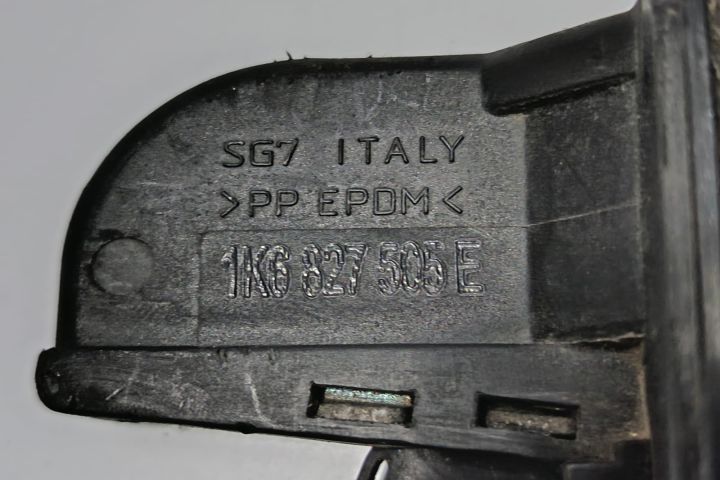 SG7 ITALY
>PP EPDM<
1K6 827 505 E